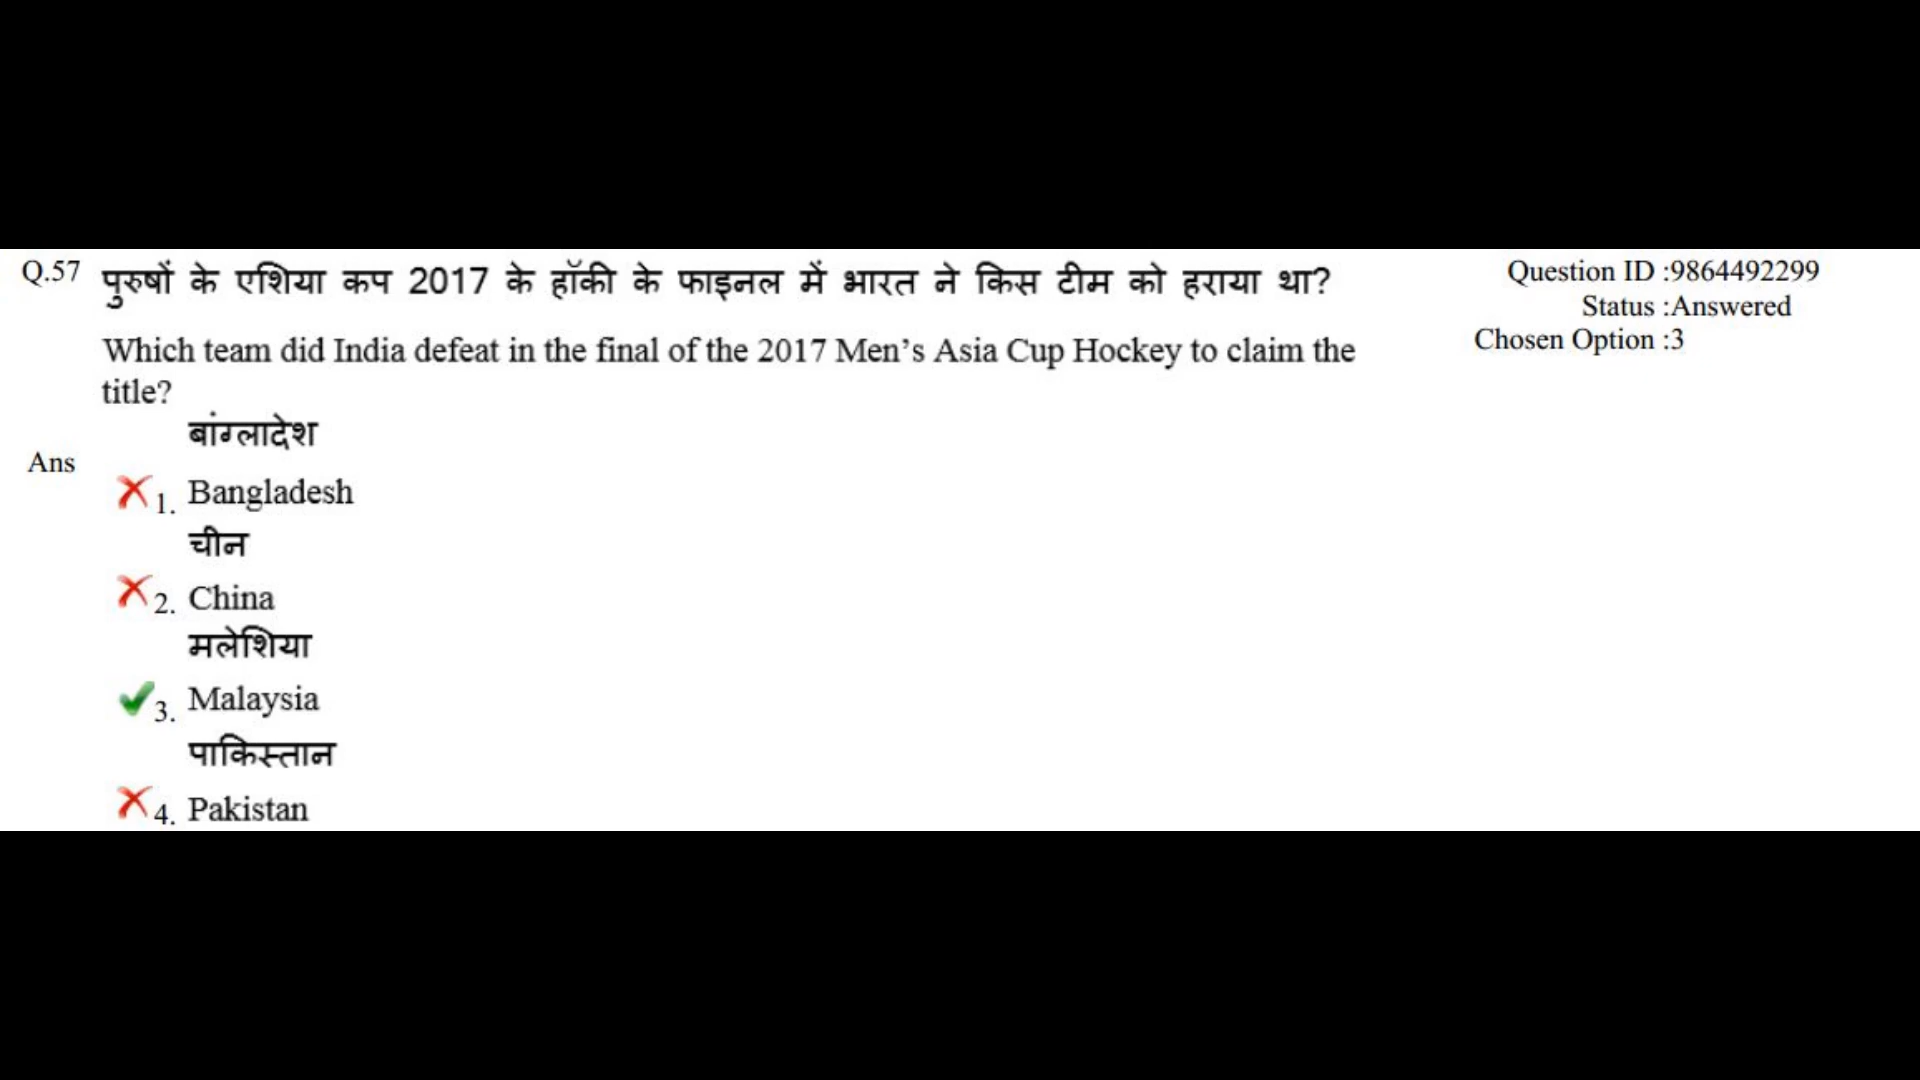 Q.57 पुरुषों के एशिया कप 2017 के हॉकी के फाइनल में भारत ने किस टीम को हराया था?
Which team did India defeat in the final of the 2017 Men’s Asia Cup Hockey to claim the
title?
Question ID :9864492299
Status :Answered
Chosen Option :3
Ans
बांग्लादेश
1. Bangladesh
चीन
2. China
मलेशिया
3. Malaysia
पाकिस्तान
4. Pakistan